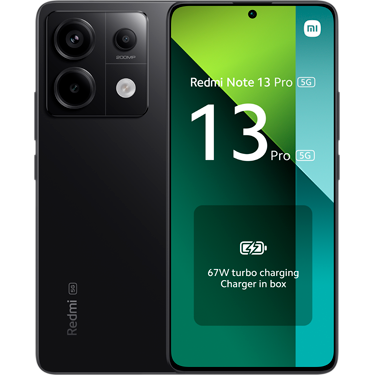 200MP
Redmi 5G
mi
Redmi Note 13 Pro 5G
13 Pro 5G
67W turbo charging
Charger in box